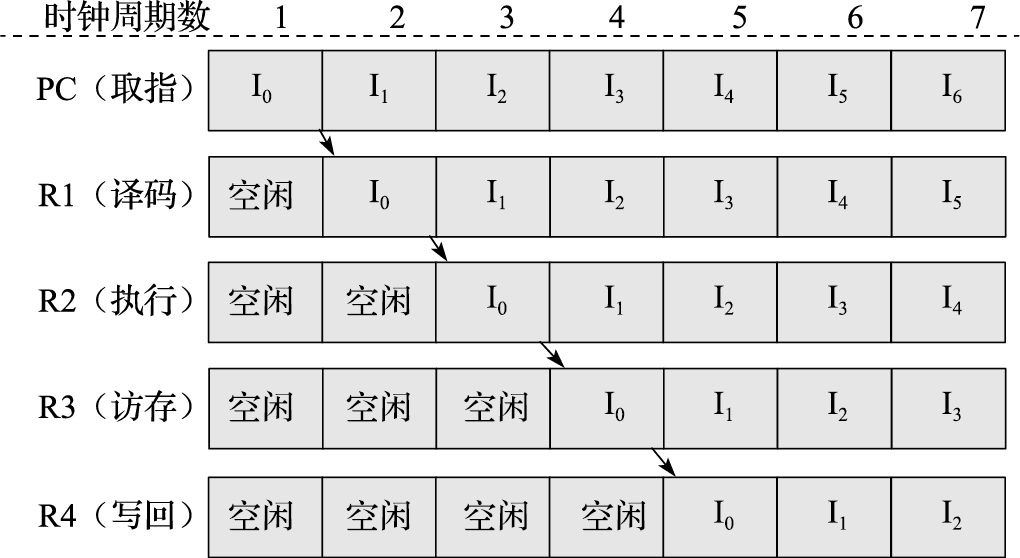 时钟周期数 1 2 3 4 5 6 7
PC（取指） I₀ I₁ I₂ I₃ I₄ I₅ I₆
R1（译码） 空闲 I₀ I₁ I₂ I₃ I₄ I₅
R2（执行） 空闲 空闲 I₀ I₁ I₂ I₃ I₄
R3（访存） 空闲 空闲 空闲 I₀ I₁ I₂ I₃
R4（写回） 空闲 空闲 空闲 空闲 I₀ I₁ I₂